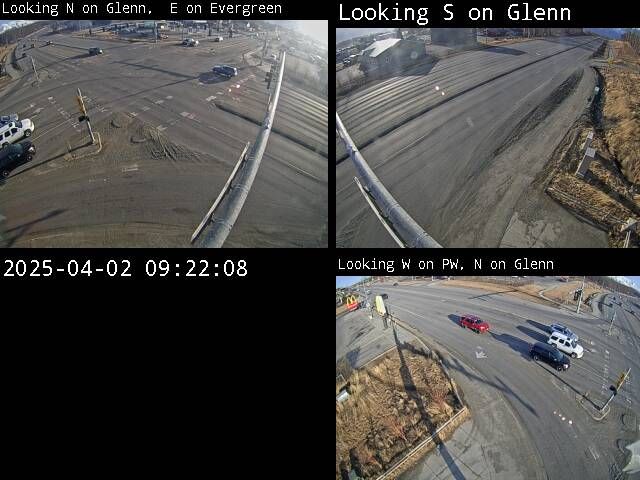 Looking N on Glenn,  E on Evergreen
Looking S on Glenn
2025-04-02 09:22:08
Looking W on PW, N on Glenn